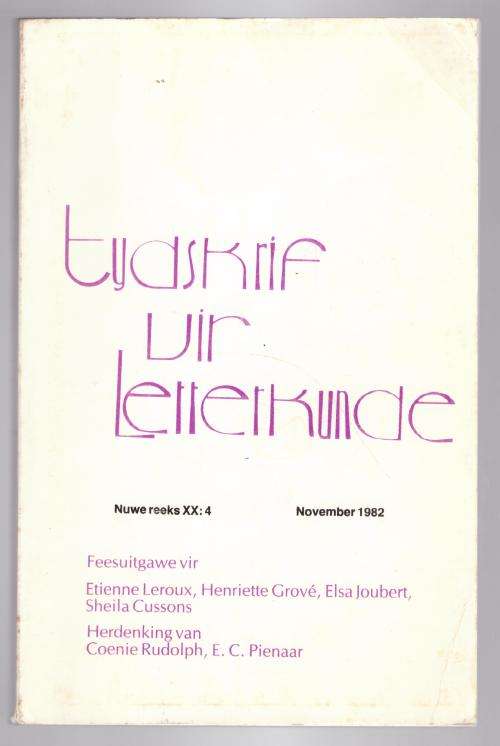 tydskrif
vir
Letterkunde
Nuwe reeks XX: 4 November 1982
Feesuitgawe vir
Etienne Leroux, Henriette Grové, Elsa Joubert,
Sheila Cussons
Herdenking van
Coenie Rudolph, E. C. Pienaar